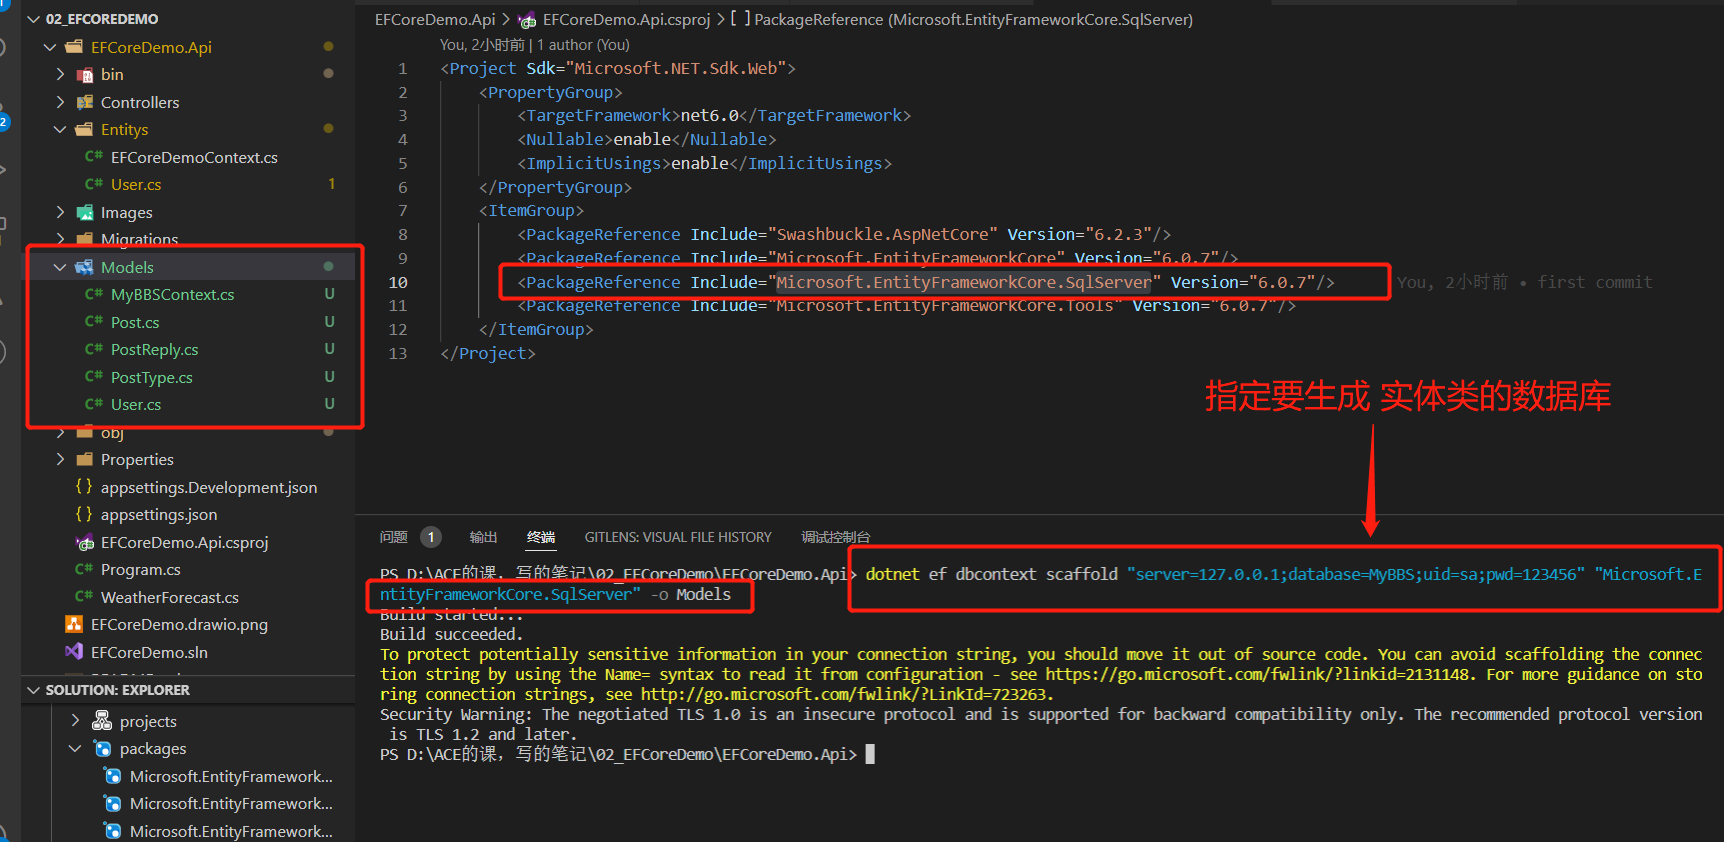 02_EFCOREDEMO
EFCoreDemo.Api
bin
Controllers
Entitys
EFCoreDemoContext.cs
User.cs 1
Images
Migrations
Models
MyBBSContext.cs U
Post.cs U
PostReply.cs U
PostType.cs U
User.cs U
obj
Properties
appsettings.Development.json
appsettings.json
EFCoreDemo.Api.csproj
Program.cs
WeatherForecast.cs
EFCoreDemo.drawio.png
EFCoreDemo.sln
SOLUTION: EXPLORER
projects
packages
Microsoft.EntityFramework...
Microsoft.EntityFramework...
Microsoft.EntityFramework...
2
EFCoreDemo.Api > EFCoreDemo.Api.csproj > [ ] PackageReference (Microsoft.EntityFrameworkCore.SqlServer)
You, 2小时前 | 1 author (You)
1 <Project Sdk="Microsoft.NET.Sdk.Web">
2 <PropertyGroup>
3 <TargetFramework>net6.0</TargetFramework>
4 <Nullable>enable</Nullable>
5 <ImplicitUsings>enable</ImplicitUsings>
6 </PropertyGroup>
7 <ItemGroup>
8 <PackageReference Include="Swashbuckle.AspNetCore" Version="6.2.3"/>
9 <PackageReference Include="Microsoft.EntityFrameworkCore" Version="6.0.7"/>
10 <PackageReference Include="Microsoft.EntityFrameworkCore.SqlServer" Version="6.0.7"/> You, 2小时前 • first commit
11 <PackageReference Include="Microsoft.EntityFrameworkCore.Tools" Version="6.0.7"/>
12 </ItemGroup>
13 </Project>
指定要生成 实体类的数据库
问题 1 输出 终端 GITLENS: VISUAL FILE HISTORY 调试控制台
PS D:\ACE的课，写的笔记\02_EFCoreDemo\EFCoreDemo.Api> dotnet ef dbcontext scaffold "server=127.0.0.1;database=MyBBS;uid=sa;pwd=123456" "Microsoft.E
ntityFrameworkCore.SqlServer" -o Models
Build started...
Build succeeded.
To protect potentially sensitive information in your connection string, you should move it out of source code. You can avoid scaffolding the connec
tion string by using the Name= syntax to read it from configuration - see https://go.microsoft.com/fwlink/?linkid=2131148. For more guidance on sto
ring connection strings, see http://go.microsoft.com/fwlink/?LinkId=723263.
Security Warning: The negotiated TLS 1.0 is an insecure protocol and is supported for backward compatibility only. The recommended protocol version
is TLS 1.2 and later.
PS D:\ACE的课，写的笔记\02_EFCoreDemo\EFCoreDemo.Api>